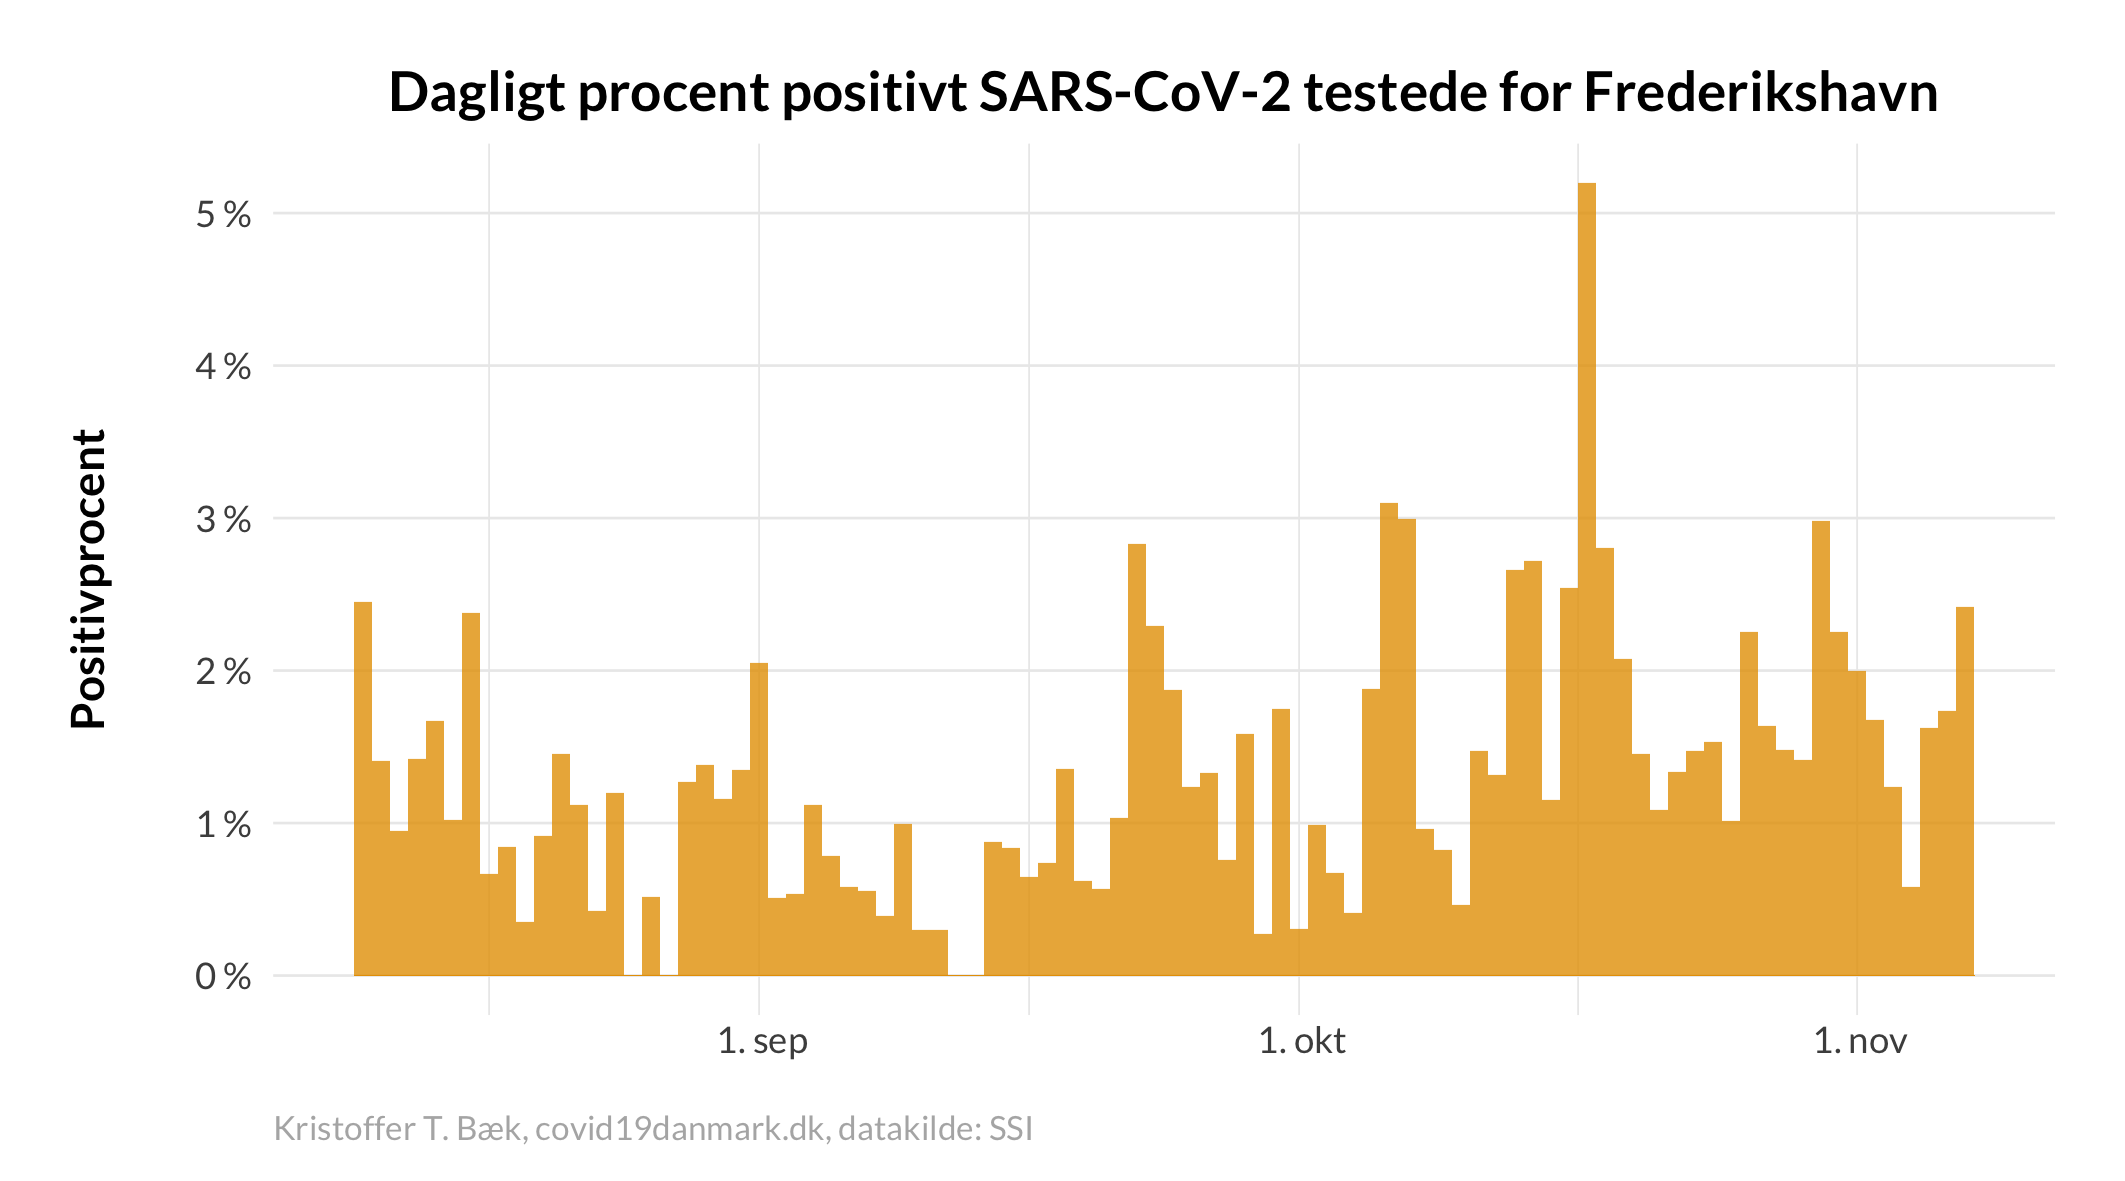 Dagligt procent positivt SARS-CoV-2 testede for Frederikshavn
Positivprocent
5 %
4 %
3 %
2 %
1 %
0 %
1. sep
1. okt
1. nov
Kristoffer T. Bæk, covid19danmark.dk, datakilde: SSI